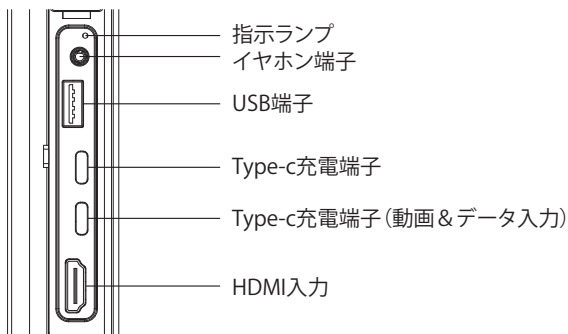 指示ランプ
イヤホン端子
USB端子
Type-c充電端子
Type-c充電端子（動画＆データ入力）
HDMI入力